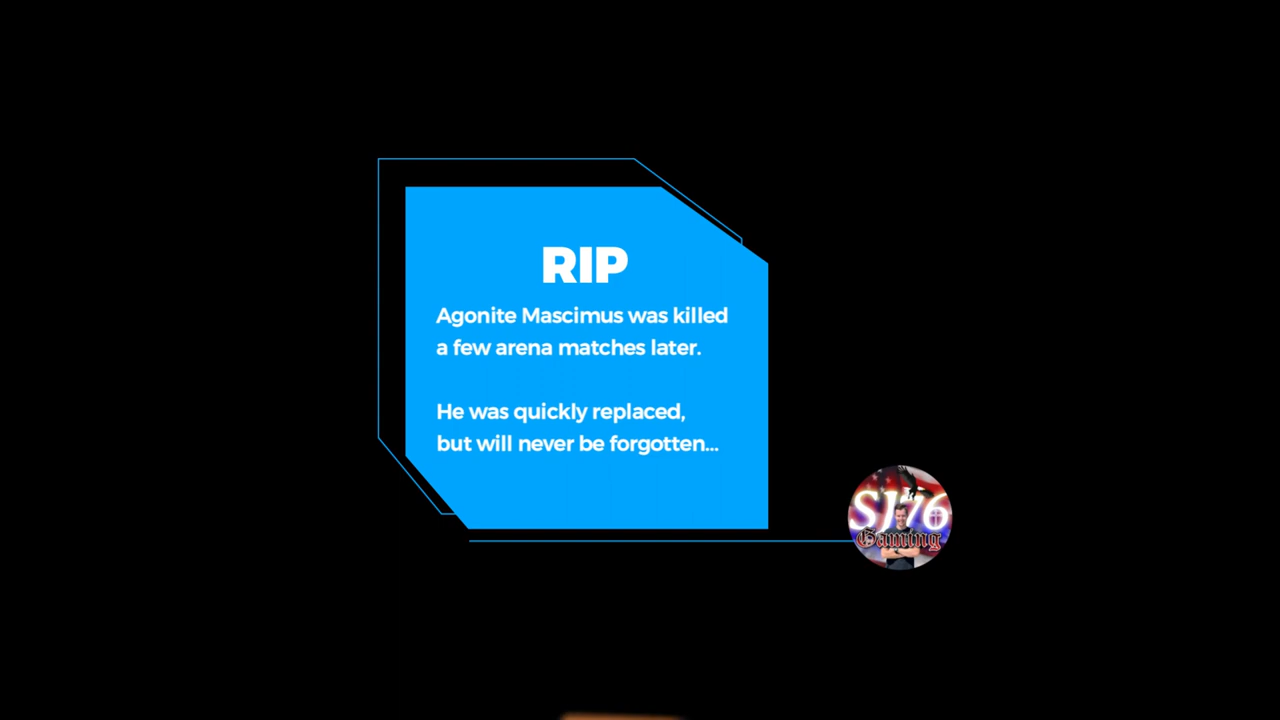 RIP
Agonite Mascimus was killed
a few arena matches later.
He was quickly replaced,
but will never be forgotten...
SJ76
Gaming